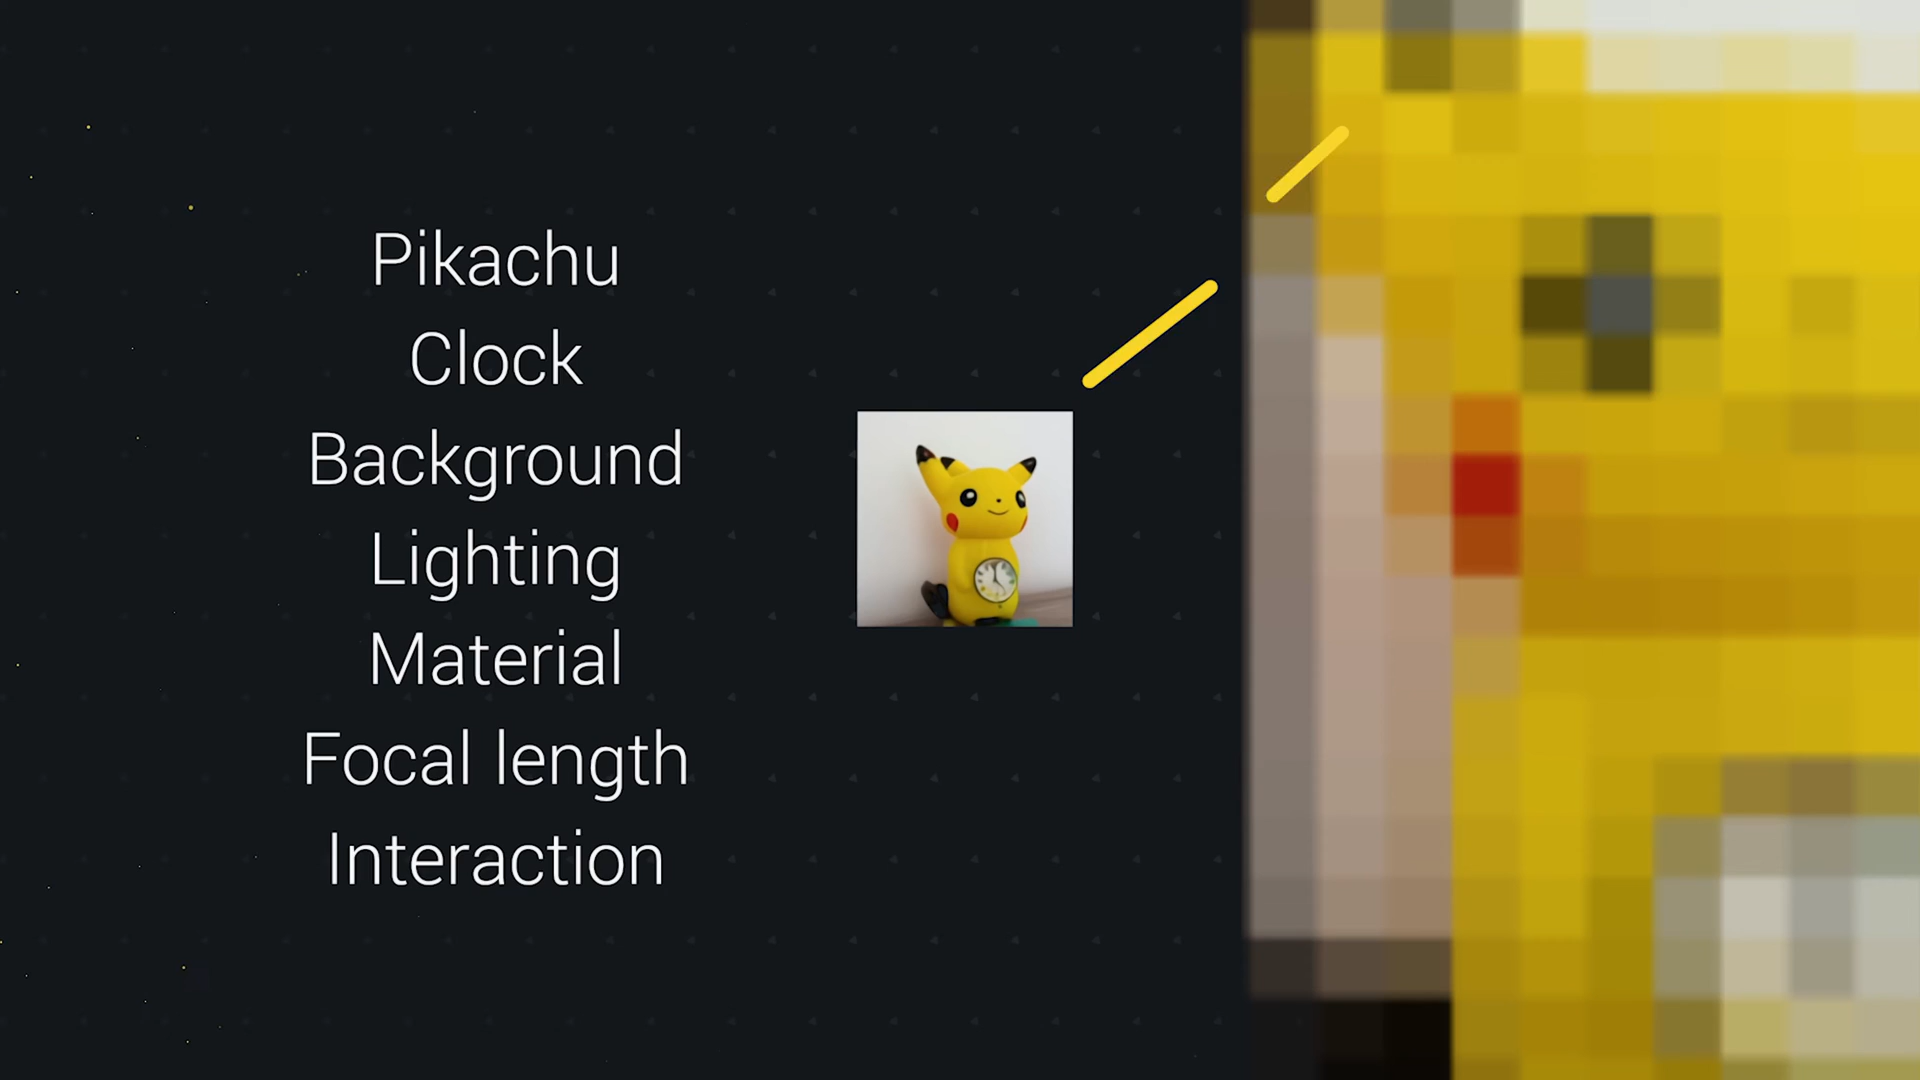 Pikachu
Clock
Background
Lighting
Material
Focal length
Interaction